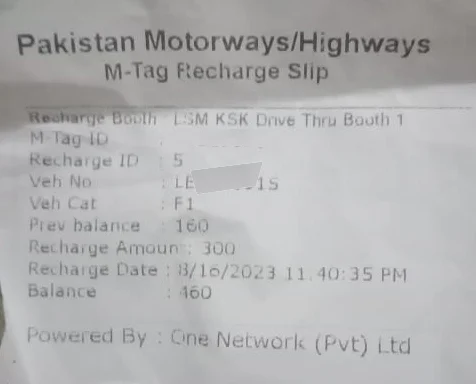 Pakistan Motorways/Highways
M-Tag Recharge Slip
Recharge Booth LSM KSK Drive Thru Booth 1
M-Tag ID :
Recharge ID : 5
Veh No : LE
Veh Cat : F1
Prev balance : 160
Recharge Amoun : 300
Recharge Date : 8/16/2023 11.40:35 PM
Balance : 460
Powered By : One Network (Pvt) Ltd